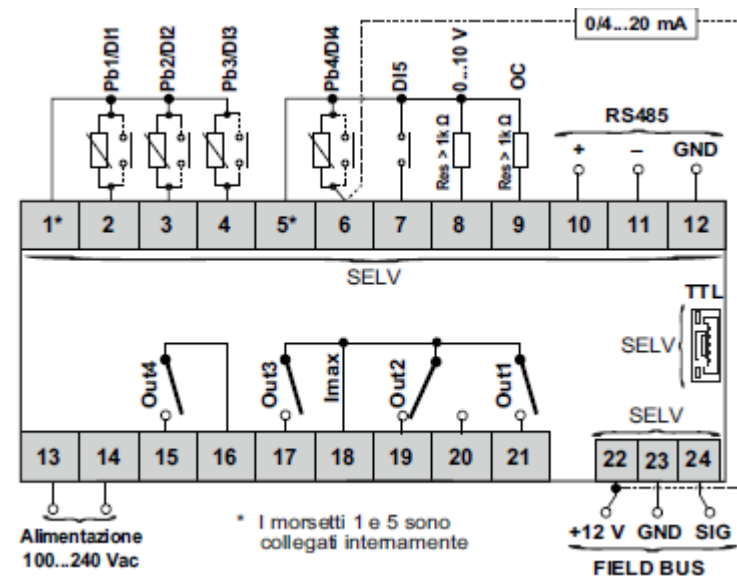 0/4...20 mA
Pb1/DI1
Pb2/DI2
Pb3/DI3
Pb4/DI4
DI5
0...10 V
OC
Res > 1k Ω
Res > 1k Ω
RS485
+ – GND
1* 2 3 4 5* 6 7 8 9 10 11 12
SELV
TTL
SELV
Out4
Out3
Imax
Out2
Out1
SELV
13 14 15 16 17 18 19 20 21 22 23 24
Alimentazione
100...240 Vac
* I morsetti 1 e 5 sono
collegati internamente
+12 V GND SIG
FIELD BUS